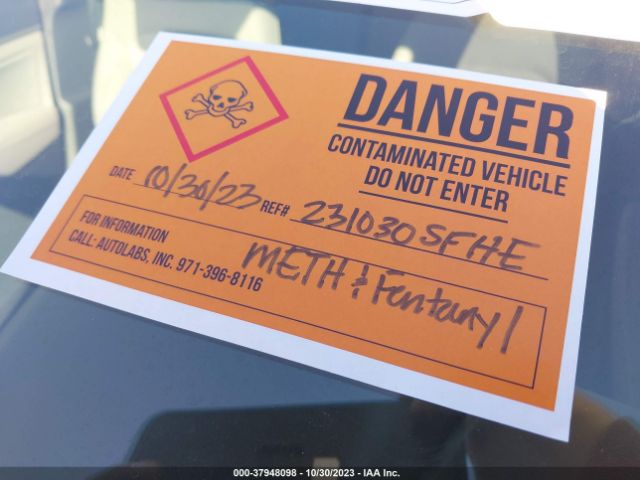 DANGER
CONTAMINATED VEHICLE
DO NOT ENTER
DATE 10/30/23 REF# 231030SFHE
FOR INFORMATION
CALL: AUTOLABS, INC. 971-396-8116
METH & Fentanyl
000-37948098 - 10/30/2023 - IAA Inc.